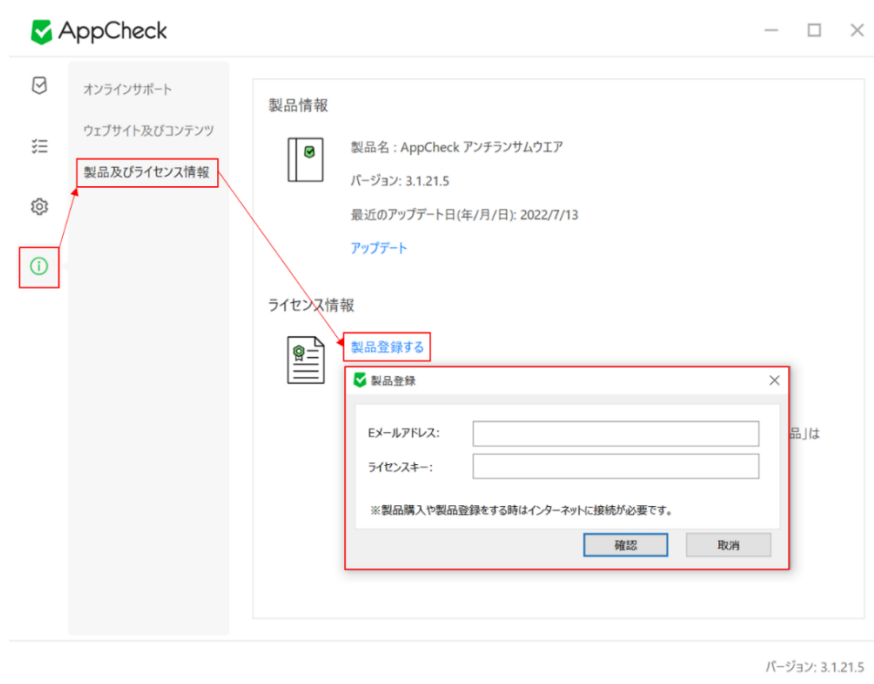 AppCheck
オンラインサポート
ウェブサイト及びコンテンツ
製品及びライセンス情報
製品情報
製品名 : AppCheck アンチランサムウエア
バージョン: 3.1.21.5
最近のアップデート日(年/月/日): 2022/7/13
アップデート
ライセンス情報
製品登録する
製品登録
Eメールアドレス:
品」は
ライセンスキー:
※製品購入や製品登録をする時はインターネットに接続が必要です。
確認
取消
バージョン: 3.1.21.5